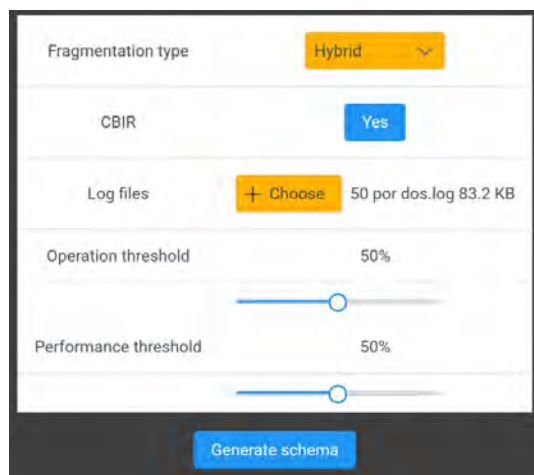 Fragmentation type Hybrid
CBIR Yes
Log files + Choose 50 por dos.log 83.2 KB
Operation threshold 50%
Performance threshold 50%
Generate schema